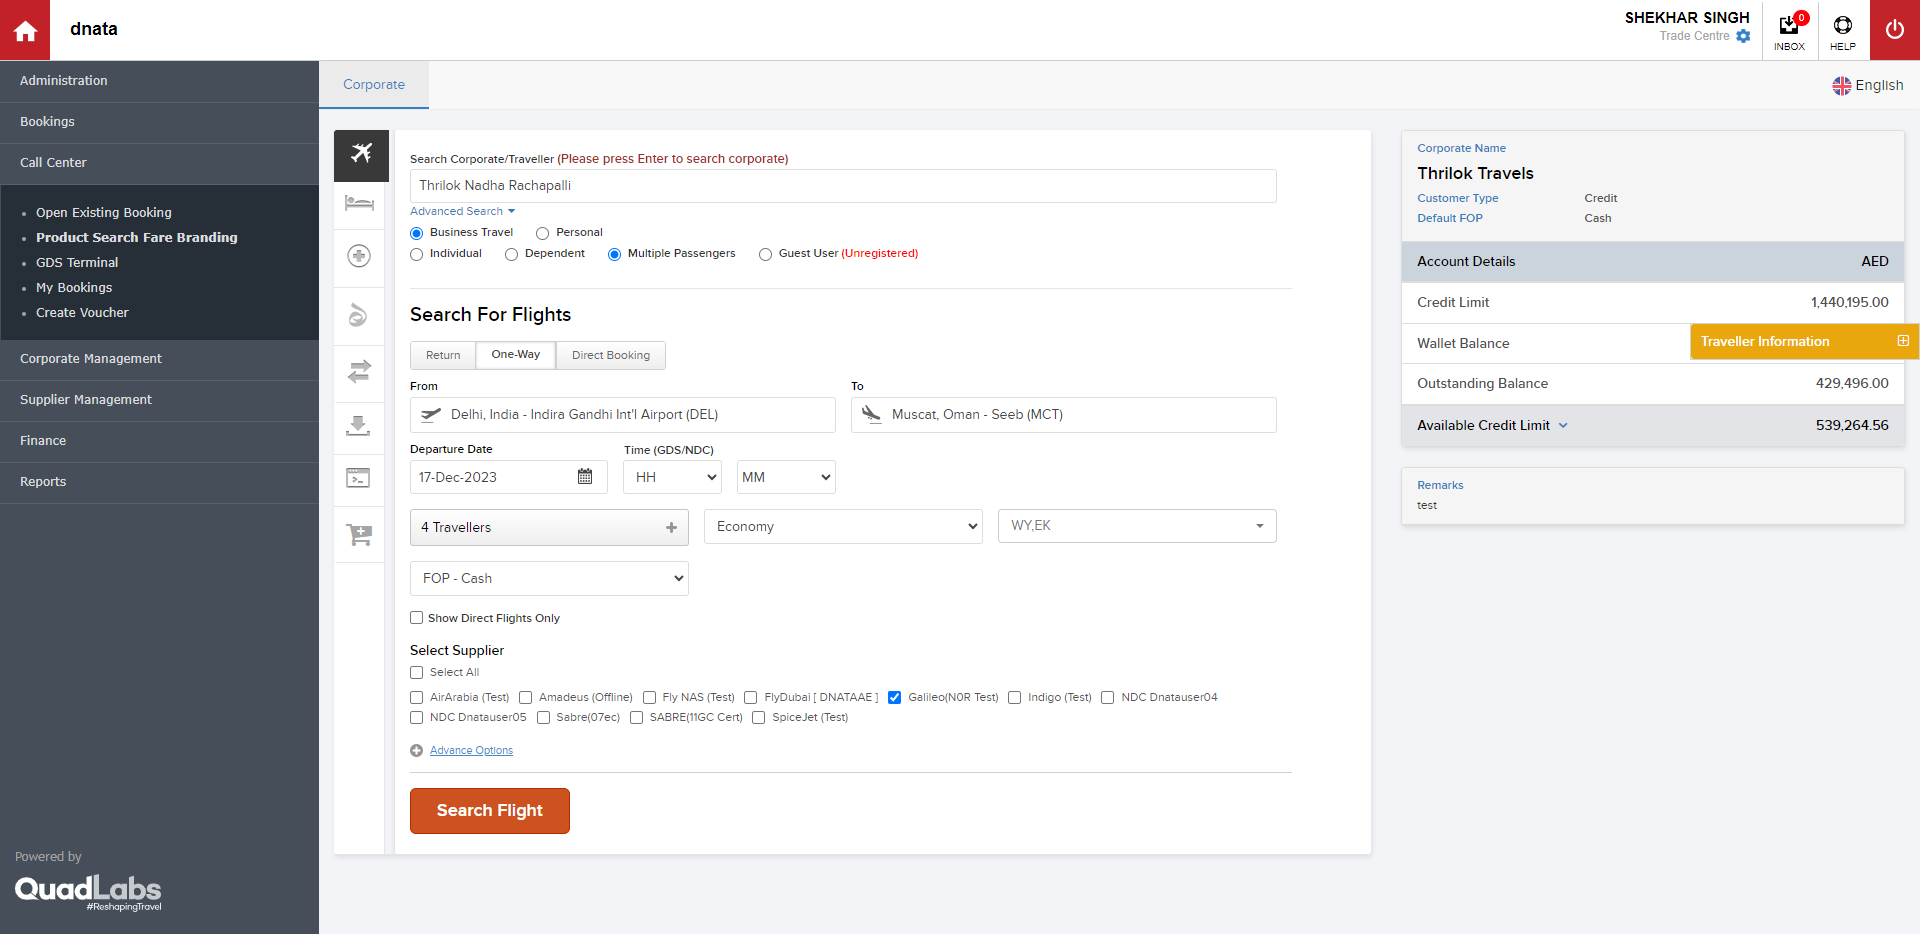 dnata
SHEKHAR SINGH
Trade Centre
0
INBOX
HELP
Administration
Bookings
Call Center
Open Existing Booking
Product Search Fare Branding
GDS Terminal
My Bookings
Create Voucher
Corporate Management
Supplier Management
Finance
Reports
Powered by
QuadLabs
#ReshapingTravel
Corporate
English
Search Corporate/Traveller (Please press Enter to search corporate)
Thrilok Nadha Rachapalli
Advanced Search
Business Travel Personal
Individual Dependent Multiple Passengers Guest User (Unregistered)
Search For Flights
Return One-Way Direct Booking
From To
Delhi, India - Indira Gandhi Int'l Airport (DEL) Muscat, Oman - Seeb (MCT)
Departure Date Time (GDS/NDC)
17-Dec-2023 HH MM
4 Travellers Economy WY,EK
FOP - Cash
Show Direct Flights Only
Select Supplier
Select All
AirArabia (Test) Amadeus (Offline) Fly NAS (Test) FlyDubai [ DNATAAE ] Galileo(N0R Test) Indigo (Test) NDC Dnatauser04
NDC Dnatauser05 Sabre(07ec) SABRE(11GC Cert) SpiceJet (Test)
Advance Options
Search Flight
Corporate Name
Thrilok Travels
Customer Type Credit
Default FOP Cash
Account Details AED
Credit Limit 1,440,195.00
Wallet Balance
Traveller Information
Outstanding Balance 429,496.00
Available Credit Limit 539,264.56
Remarks
test